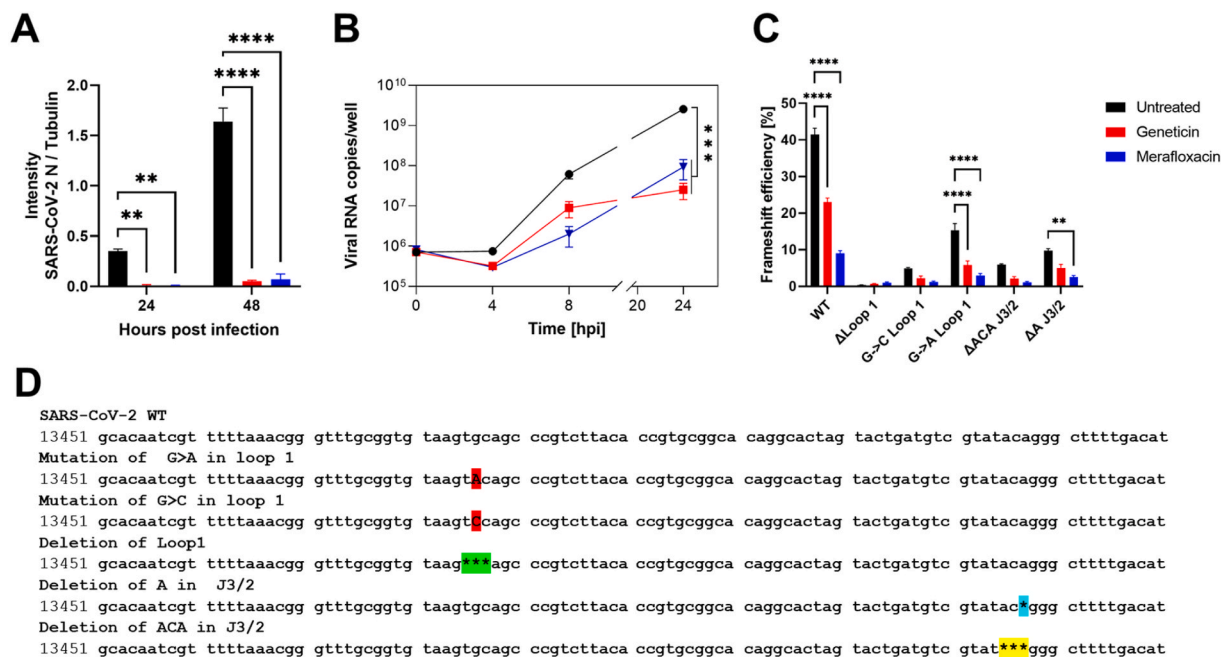 A
B
C
2.0
1.5
1.0
0.5
0.0
Intensity
SARS-CoV-2 N / Tubulin
**
**
****
****
24
48
Hours post infection
10^10
10^9
10^8
10^7
10^6
10^5
Viral RNA copies/well
***
0
4
8
20
24
Time [hpi]
50
40
30
20
10
0
Frameshift efficiency [%]
****
****
****
****
**
WT
ΔLoop 1
G->C Loop 1
G->A Loop 1
ΔACA J3/2
ΔA J3/2
Untreated
Geneticin
Merafloxacin
D
SARS-CoV-2 WT
13451 gcacaatcgt ttttaaacgg gtttgcggtg taagtgcagc ccgtcttaca ccgtgcggca caggcactag tactgatgtc gtatacaggg cttttgacat
Mutation of G>A in loop 1
13451 gcacaatcgt ttttaaacgg gtttgcggtg taagtAcagc ccgtcttaca ccgtgcggca caggcactag tactgatgtc gtatacaggg cttttgacat
Mutation of G>C in loop 1
13451 gcacaatcgt ttttaaacgg gtttgcggtg taagtCcagc ccgtcttaca ccgtgcggca caggcactag tactgatgtc gtatacaggg cttttgacat
Deletion of Loop1
13451 gcacaatcgt ttttaaacgg gtttgcggtg taag***agc ccgtcttaca ccgtgcggca caggcactag tactgatgtc gtatacaggg cttttgacat
Deletion of A in J3/2
13451 gcacaatcgt ttttaaacgg gtttgcggtg taagtgcagc ccgtcttaca ccgtgcggca caggcactag tactgatgtc gtatac*ggg cttttgacat
Deletion of ACA in J3/2
13451 gcacaatcgt ttttaaacgg gtttgcggtg taagtgcagc ccgtcttaca ccgtgcggca caggcactag tactgatgtc gtat***ggg cttttgacat